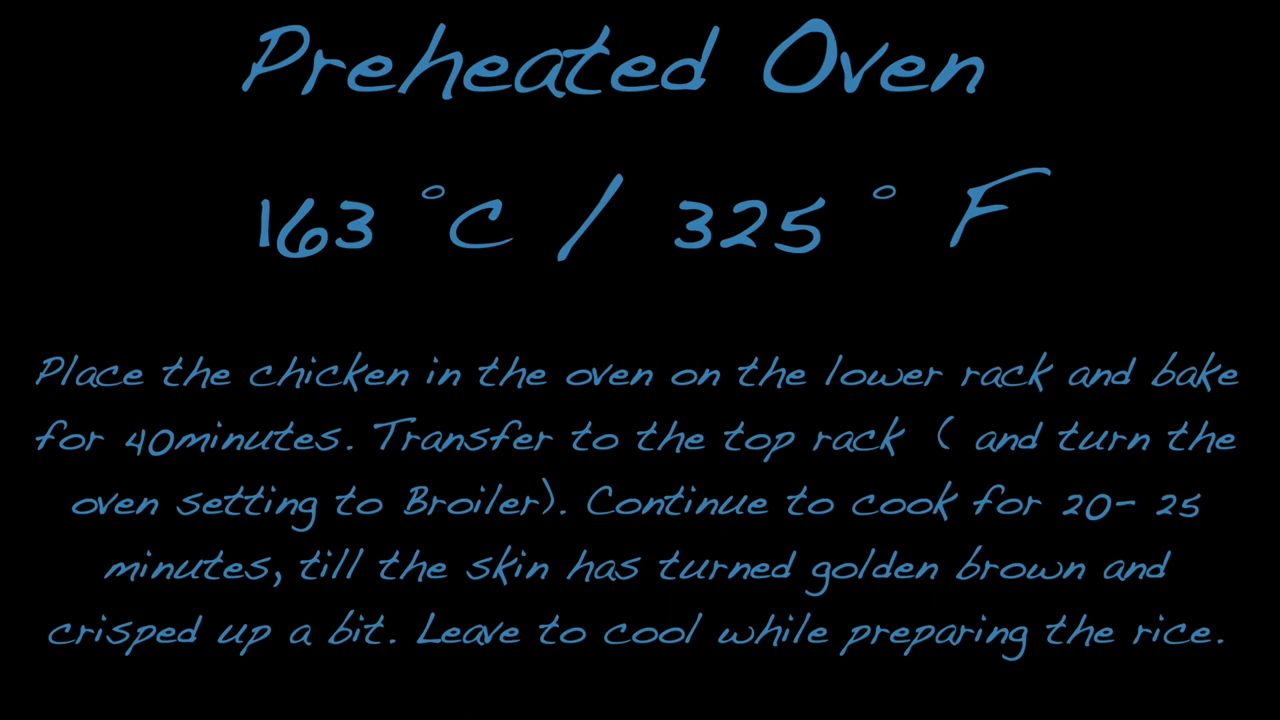 Preheated Oven
163 °C / 325 ° F
Place the chicken in the oven on the lower rack and bake
for 40minutes. Transfer to the top rack ( and turn the
oven setting to Broiler). Continue to cook for 20- 25
minutes, till the skin has turned golden brown and
crisped up a bit. Leave to cool while preparing the rice.